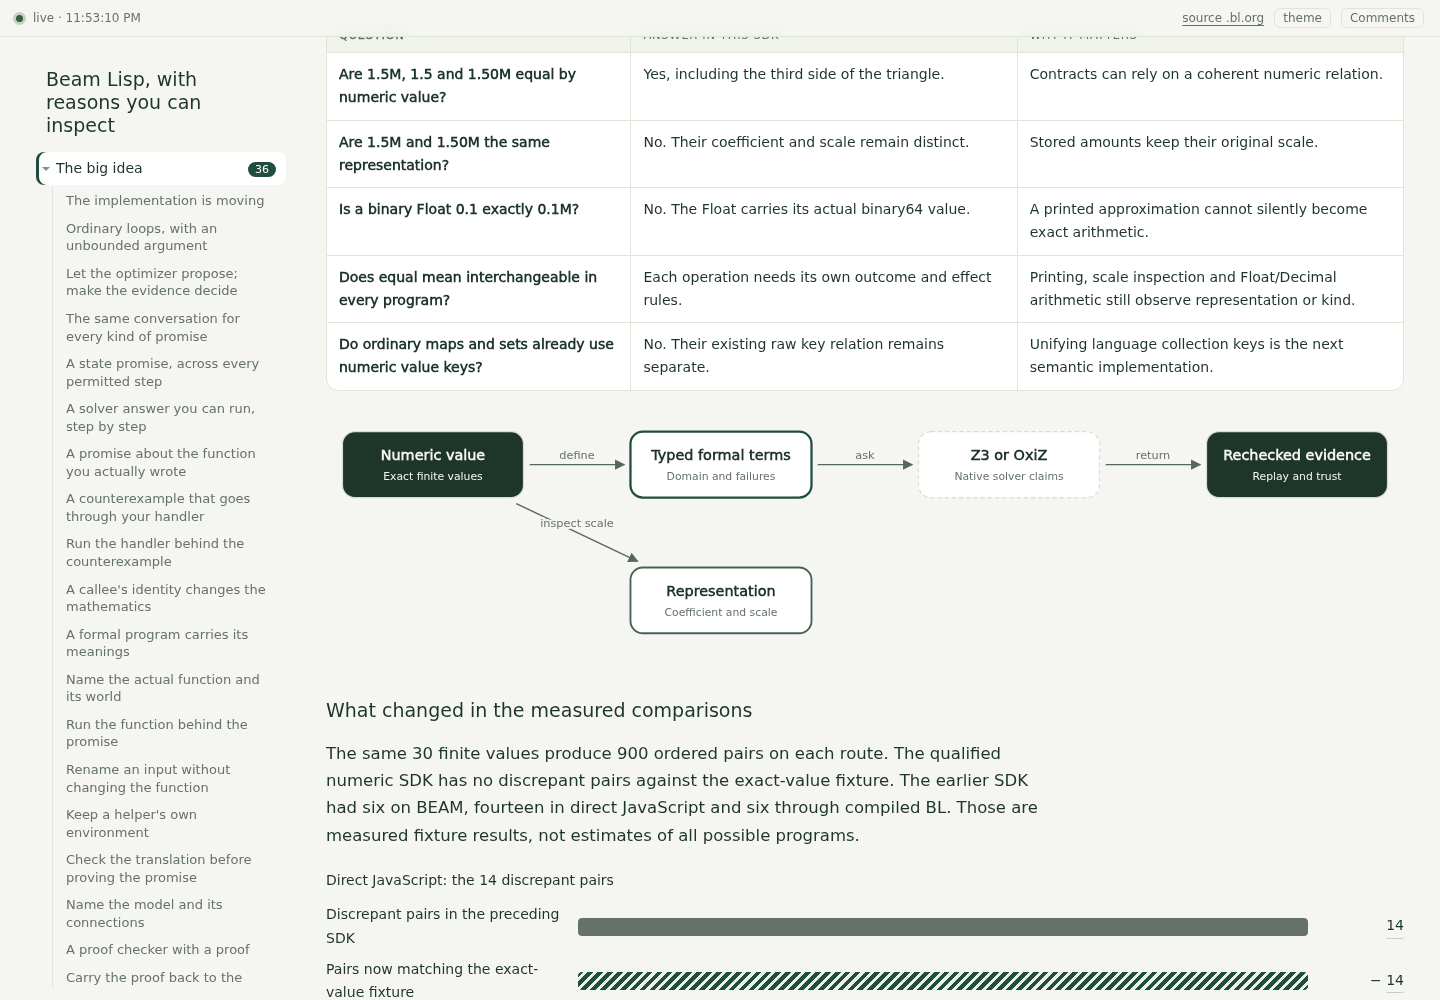 live · 11:53:10 PM
source .bl.org
theme
Comments
Beam Lisp, with
reasons you can
inspect
The big idea
36
The implementation is moving
Ordinary loops, with an
unbounded argument
Let the optimizer propose;
make the evidence decide
The same conversation for
every kind of promise
A state promise, across every
permitted step
A solver answer you can run,
step by step
A promise about the function
you actually wrote
A counterexample that goes
through your handler
Run the handler behind the
counterexample
A callee's identity changes the
mathematics
A formal program carries its
meanings
Name the actual function and
its world
Run the function behind the
promise
Rename an input without
changing the function
Keep a helper's own
environment
Check the translation before
proving the promise
Name the model and its
connections
A proof checker with a proof
Carry the proof back to the
QUESTION
ANSWER IN THIS SDK
WHY IT MATTERS
Are 1.5M, 1.5 and 1.50M equal by
numeric value?
Yes, including the third side of the triangle.
Contracts can rely on a coherent numeric relation.
Are 1.5M and 1.50M the same
representation?
No. Their coefficient and scale remain distinct.
Stored amounts keep their original scale.
Is a binary Float 0.1 exactly 0.1M?
No. The Float carries its actual binary64 value.
A printed approximation cannot silently become
exact arithmetic.
Does equal mean interchangeable in
every program?
Each operation needs its own outcome and effect
rules.
Printing, scale inspection and Float/Decimal
arithmetic still observe representation or kind.
Do ordinary maps and sets already use
numeric value keys?
No. Their existing raw key relation remains
separate.
Unifying language collection keys is the next
semantic implementation.
Numeric value
Exact finite values
define
Typed formal terms
Domain and failures
ask
Z3 or OxiZ
Native solver claims
return
Rechecked evidence
Replay and trust
inspect scale
Representation
Coefficient and scale
What changed in the measured comparisons
The same 30 finite values produce 900 ordered pairs on each route. The qualified
numeric SDK has no discrepant pairs against the exact-value fixture. The earlier SDK
had six on BEAM, fourteen in direct JavaScript and six through compiled BL. Those are
measured fixture results, not estimates of all possible programs.
Direct JavaScript: the 14 discrepant pairs
Discrepant pairs in the preceding
SDK
14
Pairs now matching the exact-
value fixture
− 14